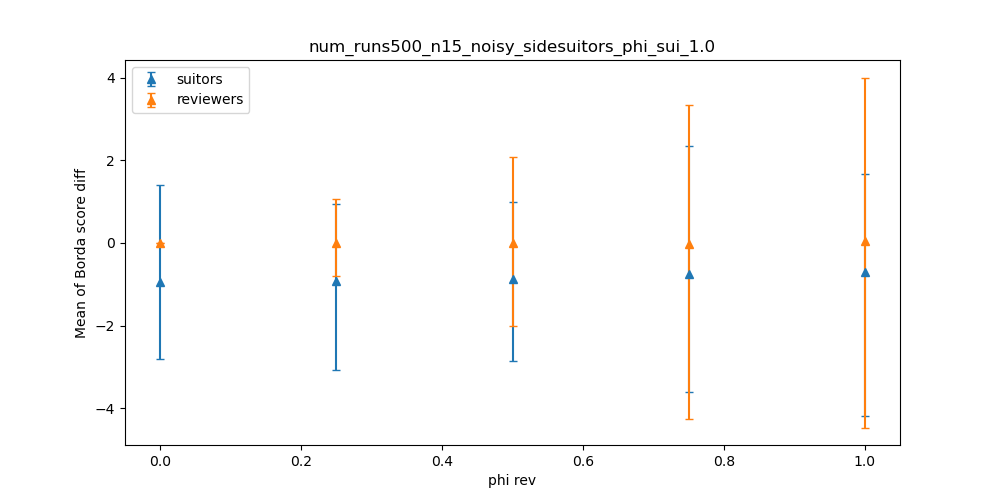 num_runs500_n15_noisy_sidesuitors_phi_sui_1.0
suitors
reviewers
Mean of Borda score diff
4
2
0
−2
−4
0.0 0.2 0.4 0.6 0.8 1.0
phi rev